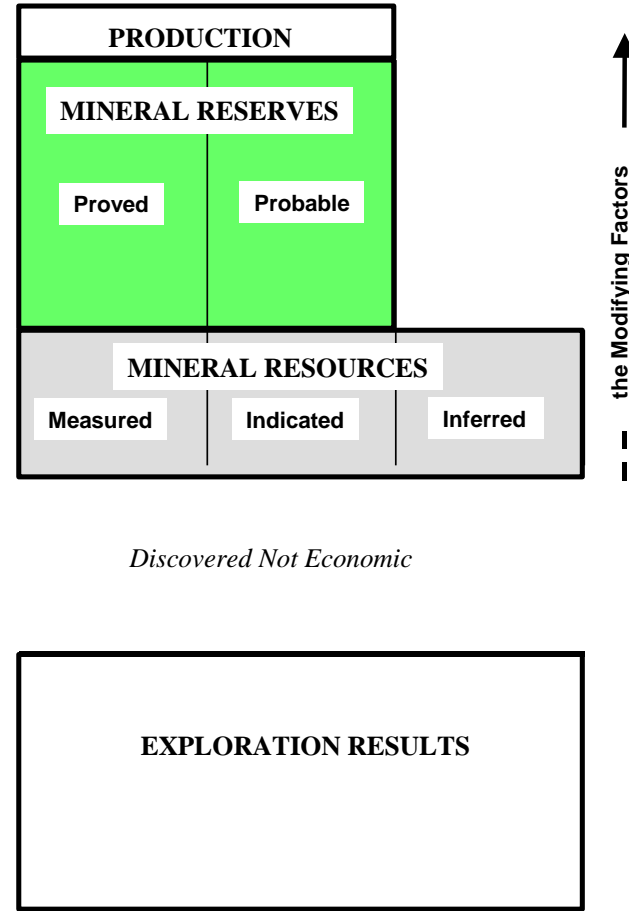 PRODUCTION
MINERAL RESERVES
Proved
Probable
MINERAL RESOURCES
Measured
Indicated
Inferred
Discovered Not Economic
EXPLORATION RESULTS
the Modifying Factors